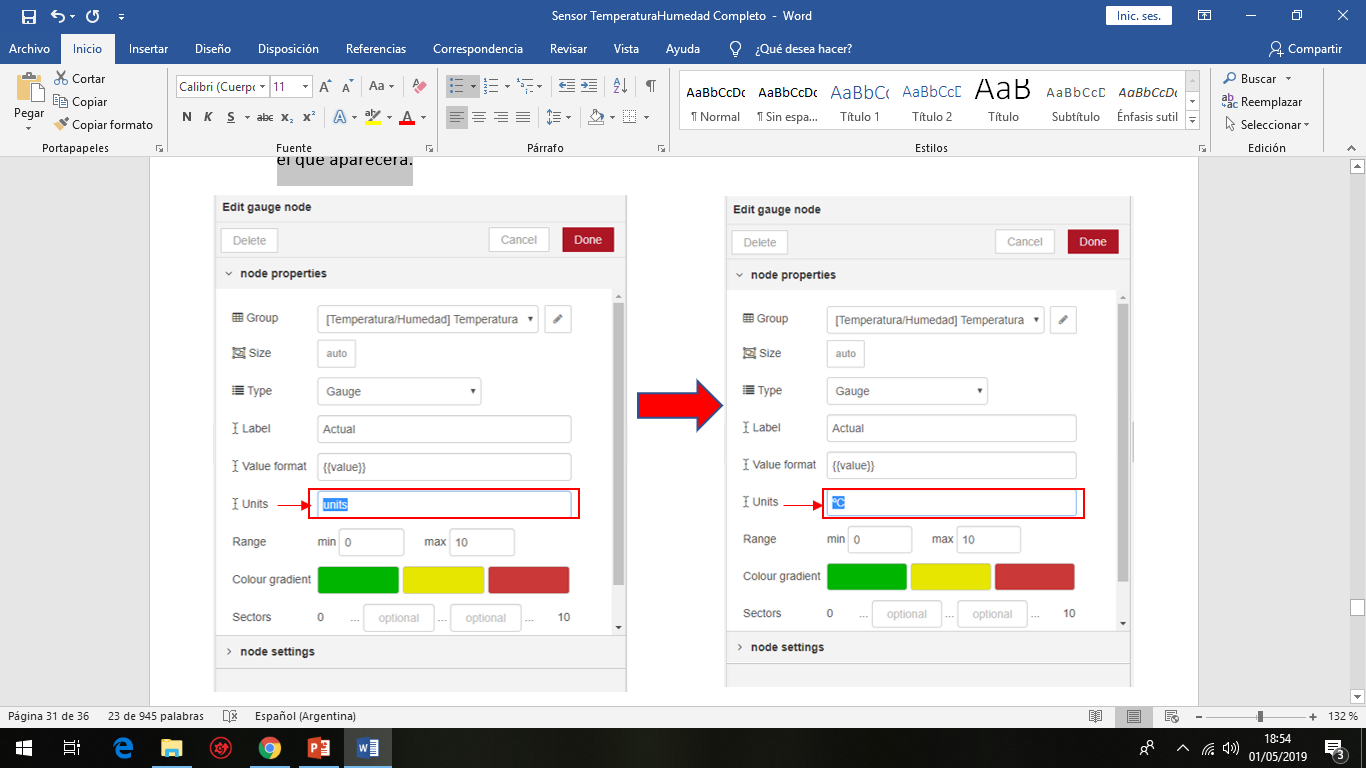 Sensor TemperaturaHumedad Completo - Word
Inic. ses.
Archivo Inicio Insertar Diseño Disposición Referencias Correspondencia Revisar Vista Ayuda ¿Qué desea hacer? Compartir
Pegar
Cortar
Copiar
Copiar formato
Portapapeles
Calibri (Cuerpo 11
N K S abc x₂ x²
Fuente
Párrafo
AaBbCcDc AaBbCcDc AaBbCc AaBbCcD AaB AaBbCcD AaBbCcDc
¶ Normal ¶ Sin espa... Título 1 Título 2 Título Subtítulo Énfasis sutil
Estilos
Buscar
Reemplazar
Seleccionar
Edición
el que aparecerá.
Edit gauge node
Delete Cancel Done
node properties
Group [Temperatura/Humedad] Temperatura
Size auto
Type Gauge
Label Actual
Value format {{value}}
Units units
Range min 0 max 10
Colour gradient
Sectors 0 ... optional ... optional ... 10
node settings
Edit gauge node
Delete Cancel Done
node properties
Group [Temperatura/Humedad] Temperatura
Size auto
Type Gauge
Label Actual
Value format {{value}}
Units ºC
Range min 0 max 10
Colour gradient
Sectors 0 ... optional ... optional ... 10
node settings
Página 31 de 36 23 de 945 palabras Español (Argentina) 132 %
18:54
01/05/2019
3